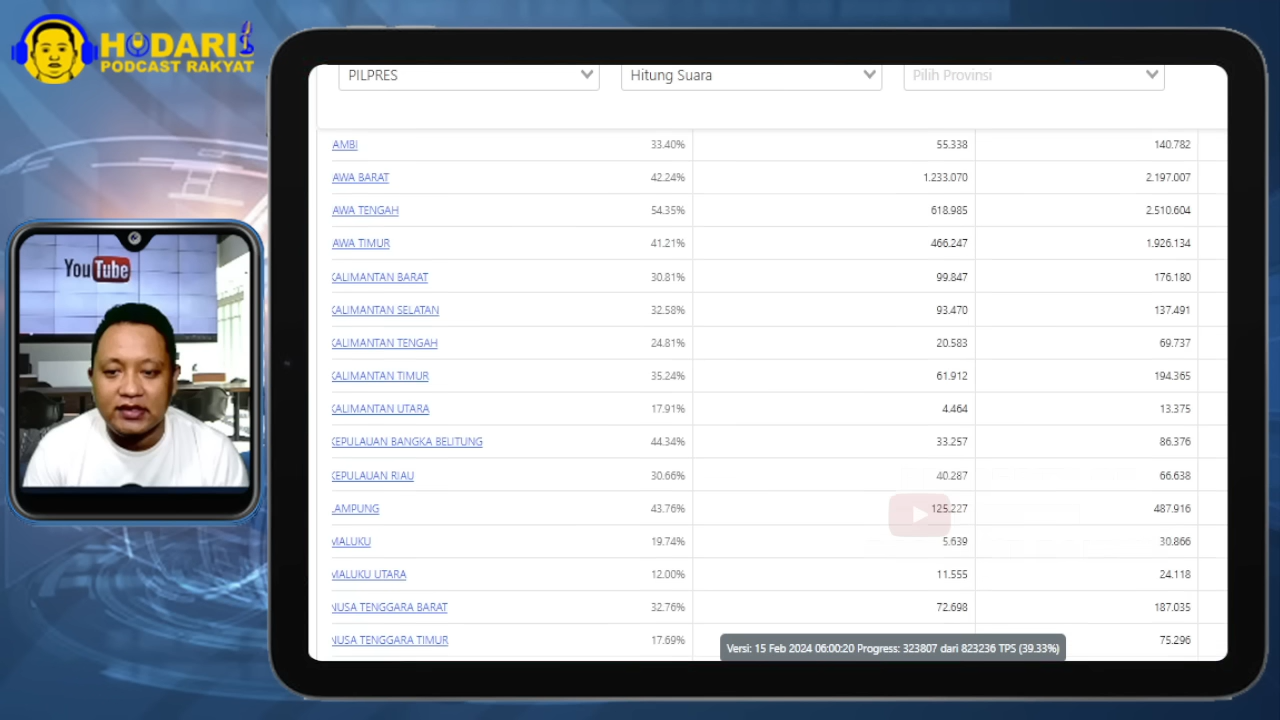 HODARI
PODCAST RAKYAT
PILPRES
Hitung Suara
Pilih Provinsi
AMBI 33.40% 55.338 140.782
AWA BARAT 42.24% 1.233.070 2.197.007
AWA TENGAH 54.35% 618.985 2.510.604
AWA TIMUR 41.21% 466.247 1.926.134
KALIMANTAN BARAT 30.81% 99.847 176.180
KALIMANTAN SELATAN 32.58% 93.470 137.491
KALIMANTAN TENGAH 24.81% 20.583 69.737
KALIMANTAN TIMUR 35.24% 61.912 194.365
KALIMANTAN UTARA 17.91% 4.464 13.375
KEPULAUAN BANGKA BELITUNG 44.34% 33.257 86.376
KEPULAUAN RIAU 30.66% 40.287 66.638
LAMPUNG 43.76% 125.227 487.916
MALUKU 19.74% 5.639 30.866
MALUKU UTARA 12.00% 11.555 24.118
NUSA TENGGARA BARAT 32.76% 72.698 187.035
NUSA TENGGARA TIMUR 17.69% 75.296
Versi: 15 Feb 2024 06:00:20 Progress: 323807 dari 823236 TPS (39.33%)
YouTube